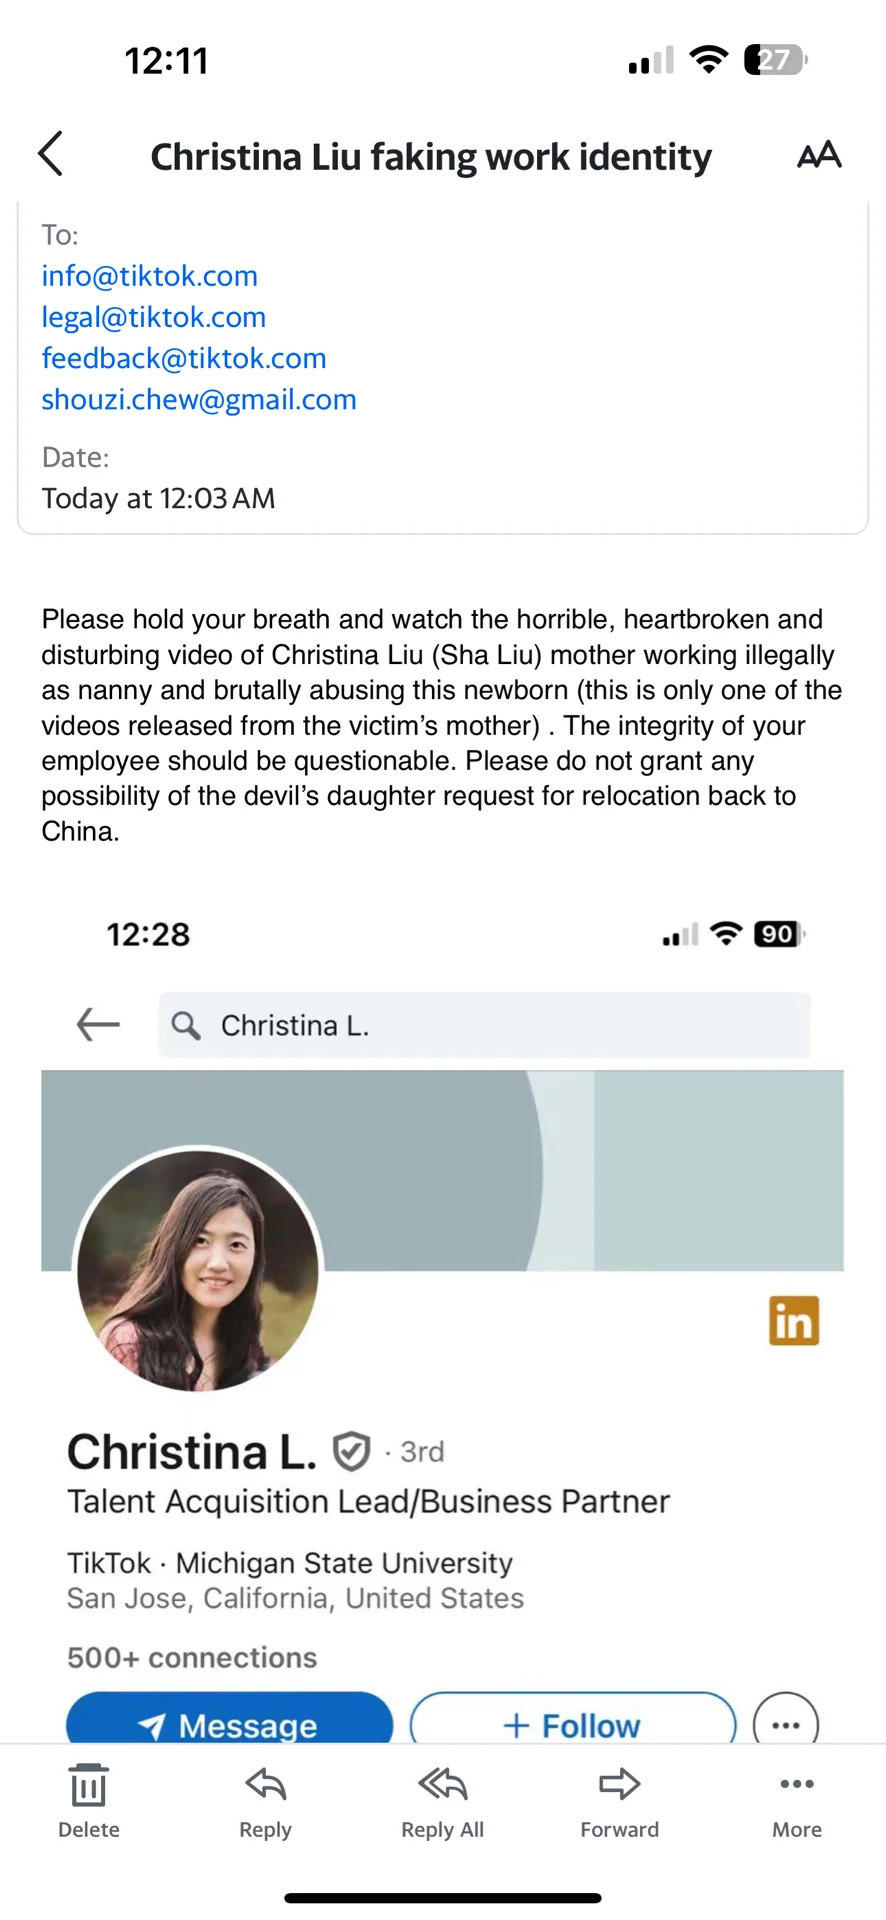 12:11
27
Christina Liu faking work identity
AA
To:
info@tiktok.com
legal@tiktok.com
feedback@tiktok.com
shouzi.chew@gmail.com
Date:
Today at 12:03 AM
Please hold your breath and watch the horrible, heartbroken and
disturbing video of Christina Liu (Sha Liu) mother working illegally
as nanny and brutally abusing this newborn (this is only one of the
videos released from the victim’s mother) . The integrity of your
employee should be questionable. Please do not grant any
possibility of the devil’s daughter request for relocation back to
China.
12:28
90
Christina L.
in
Christina L. · 3rd
Talent Acquisition Lead/Business Partner
TikTok · Michigan State University
San Jose, California, United States
500+ connections
Message
+ Follow
Delete
Reply
Reply All
Forward
More